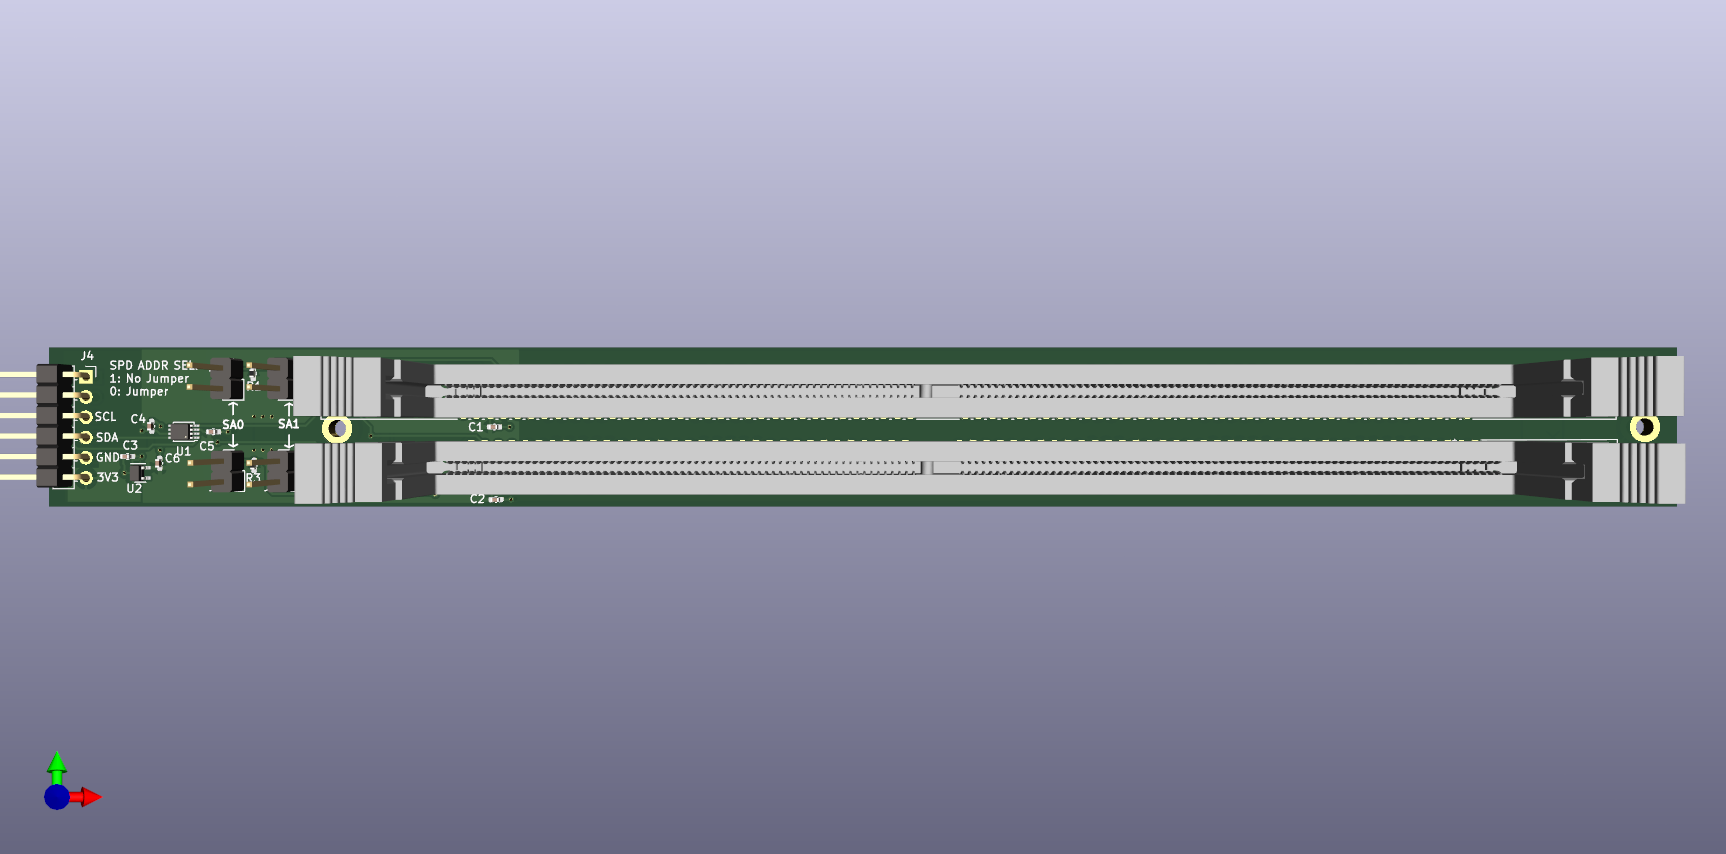 J4
SPD ADDR SEL
1: No Jumper
0: Jumper
SCL
C4
SA0
SA1
C1
SDA
U1
C5
GND
C3
C6
3V3
U2
R3
C2